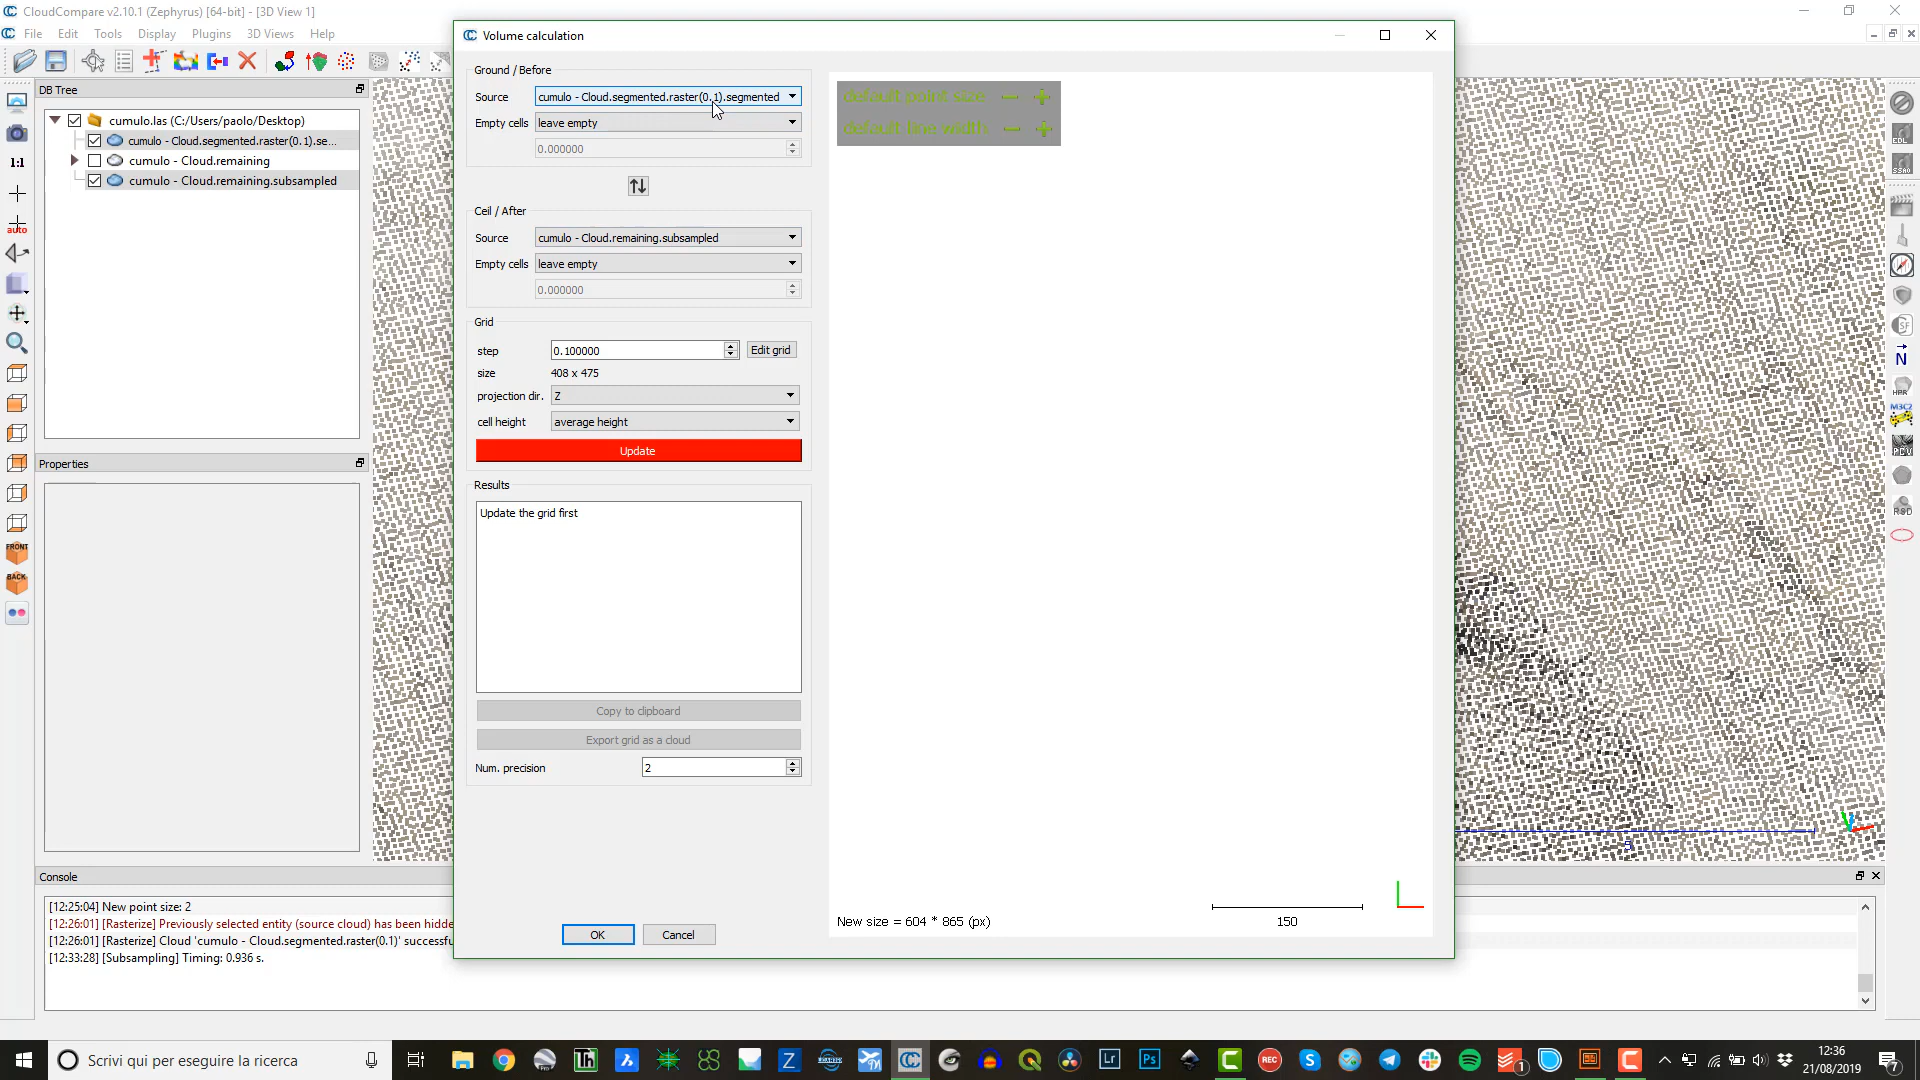 CloudCompare v2.10.1 (Zephyrus) [64-bit] - [3D View 1]
File Edit Tools Display Plugins 3D Views Help
DB Tree
cumulo.las (C:/Users/paolo/Desktop)
cumulo - Cloud.segmented.raster(0.1).se...
cumulo - Cloud.remaining
cumulo - Cloud.remaining.subsampled
1:1
auto
FRONT
BACK
Properties
Volume calculation
Ground / Before
Source cumulo - Cloud.segmented.raster(0.1).segmented
Empty cells leave empty
0.000000
Ceil / After
Source cumulo - Cloud.remaining.subsampled
Empty cells leave empty
0.000000
Grid
step 0.100000 Edit grid
size 408 x 475
projection dir. Z
cell height average height
Update
Results
Update the grid first
Copy to clipboard
Export grid as a cloud
Num. precision 2
OK Cancel
default point size
default line width
New size = 604 * 865 (px)
150
EDL
SSAO
SF
N
HPR
M3C2
PCV
RSD
Console
[12:25:04] New point size: 2
[12:26:01] [Rasterize] Previously selected entity (source cloud) has been hidde
[12:26:01] [Rasterize] Cloud 'cumulo - Cloud.segmented.raster(0.1)' successfu
[12:33:28] [Subsampling] Timing: 0.936 s.
Scrivi qui per eseguire la ricerca
12:36
21/08/2019